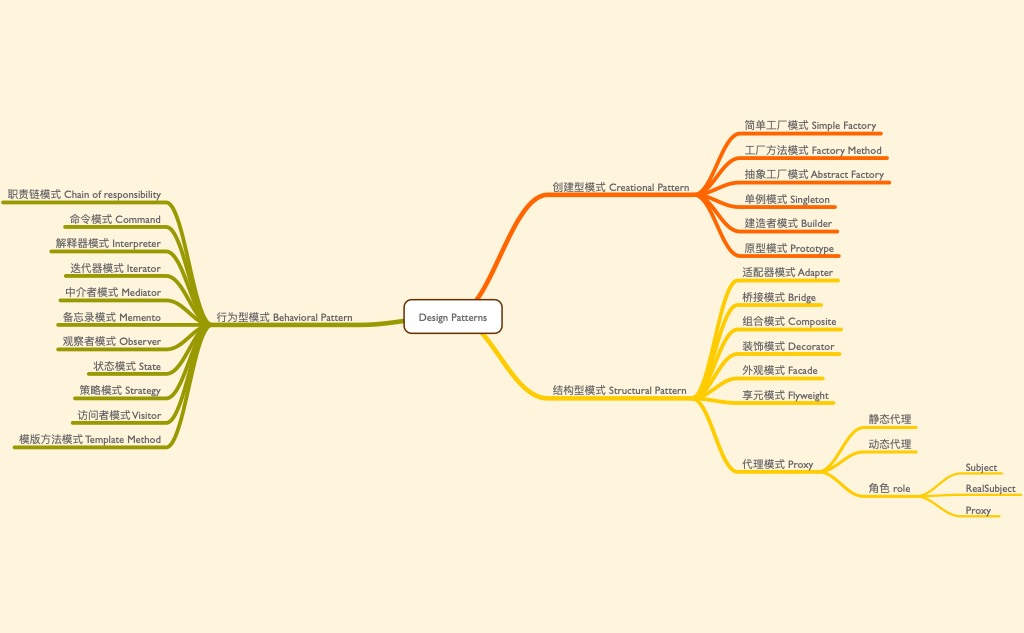 Design Patterns
创建型模式 Creational Pattern
简单工厂模式 Simple Factory
工厂方法模式 Factory Method
抽象工厂模式 Abstract Factory
单例模式 Singleton
建造者模式 Builder
原型模式 Prototype
结构型模式 Structural Pattern
适配器模式 Adapter
桥接模式 Bridge
组合模式 Composite
装饰模式 Decorator
外观模式 Facade
享元模式 Flyweight
代理模式 Proxy
静态代理
动态代理
角色 role
Subject
RealSubject
Proxy
行为型模式 Behavioral Pattern
职责链模式 Chain of responsibility
命令模式 Command
解释器模式 Interpreter
迭代器模式 Iterator
中介者模式 Mediator
备忘录模式 Memento
观察者模式 Observer
状态模式 State
策略模式 Strategy
访问者模式 Visitor
模版方法模式 Template Method